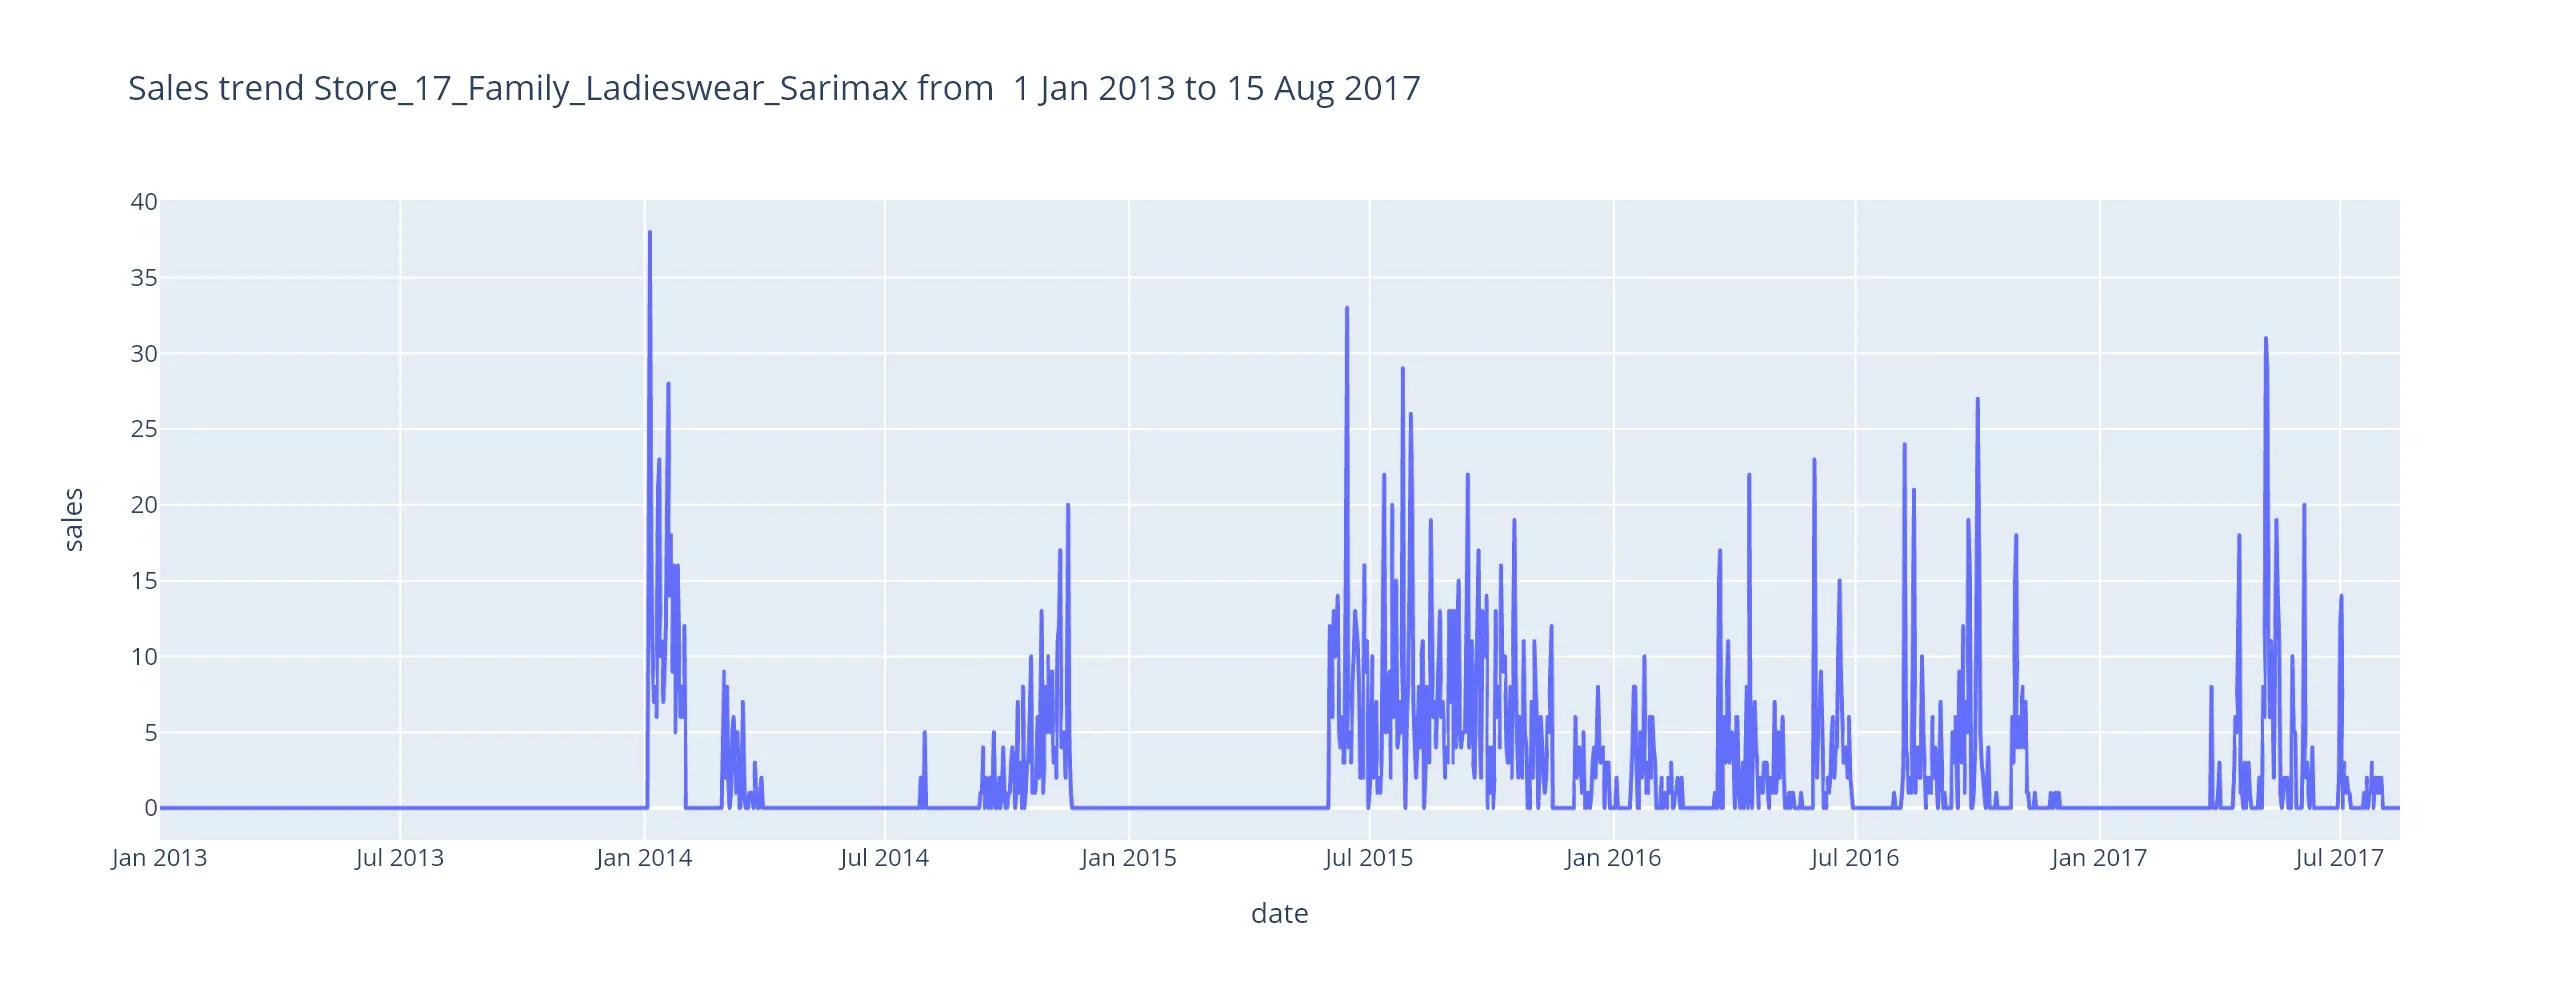 Sales trend Store_17_Family_Ladieswear_Sarimax from  1 Jan 2013 to 15 Aug 2017
40
35
30
25
20
15
10
5
0
sales
Jan 2013 Jul 2013 Jan 2014 Jul 2014 Jan 2015 Jul 2015 Jan 2016 Jul 2016 Jan 2017 Jul 2017
date